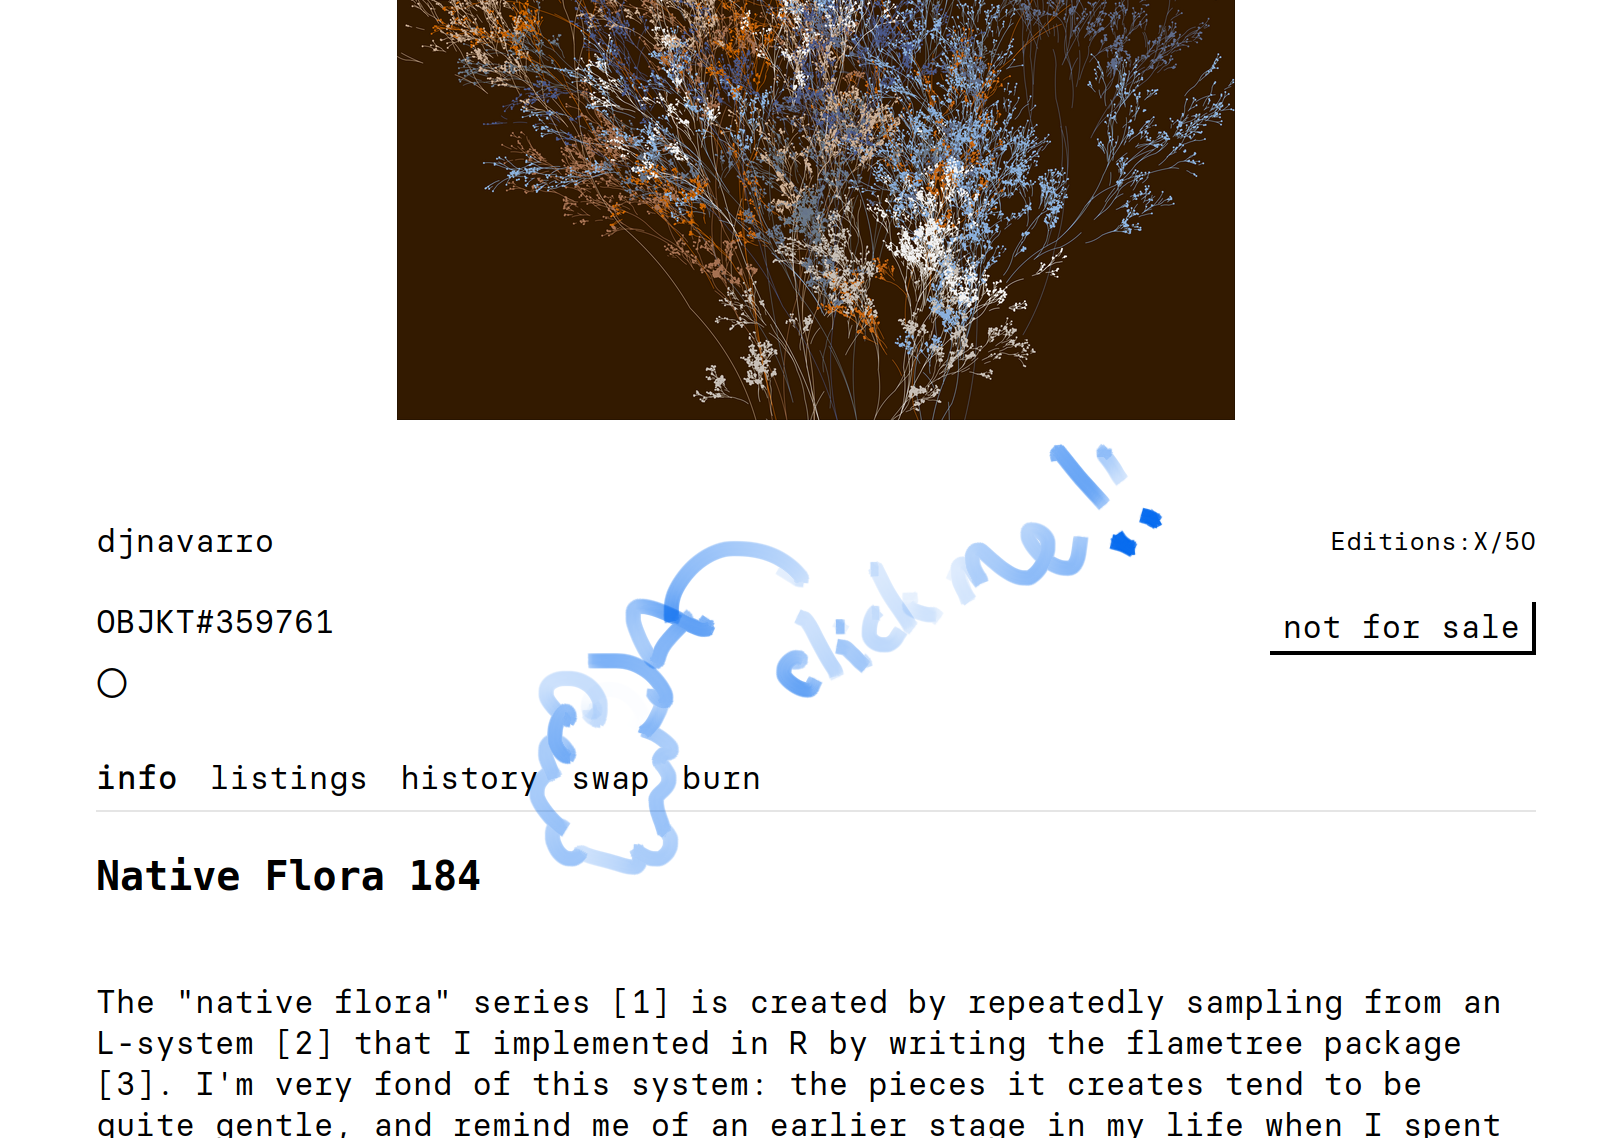 click me!!
djnavarro
Editions:X/50
OBJKT#359761
not for sale
info listings history swap burn
Native Flora 184
The "native flora" series [1] is created by repeatedly sampling from an
L-system [2] that I implemented in R by writing the flametree package
[3]. I'm very fond of this system: the pieces it creates tend to be
quite gentle, and remind me of an earlier stage in my life when I spent